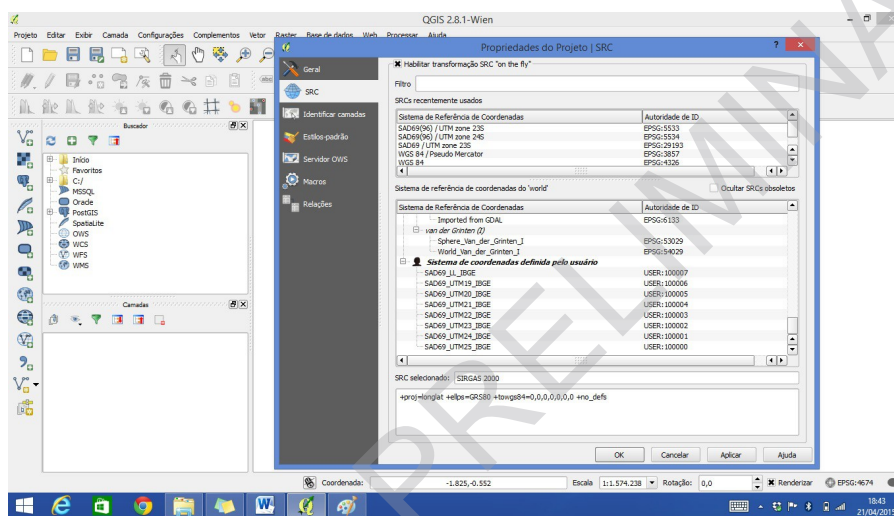 QGIS 2.8.1-Wien
Projeto Editar Exibir Camada Configurações Complementos Vetor Raster Base de dados Web Processar Ajuda
Propriedades do Projeto | SRC
?
Geral
SRC
Identificar camadas
Estilos-padrão
Servidor OWS
Macros
Relações
Habilitar transformação SRC "on the fly"
Filtro
SRCs recentemente usados
Sistema de Referência de Coordenadas Autoridade de ID
SAD69(96) / UTM zone 23S EPSG:5533
SAD69(96) / UTM zone 24S EPSG:5534
SAD69 / UTM zone 23S EPSG:29193
WGS 84 / Pseudo Mercator EPSG:3857
WGS 84 EPSG:4326
Sistema de referência de coordenadas do 'world' Ocultar SRCs obsoletos
Sistema de Referência de Coordenadas Autoridade de ID
Imported from GDAL EPSG:6133
van der Grinten (I)
Sphere_Van_der_Grinten_I EPSG:53029
World_Van_der_Grinten_I EPSG:54029
Sistema de coordenadas definida pelo usuário
SAD69_LL_IBGE USER:100007
SAD69_UTM19_IBGE USER:100006
SAD69_UTM20_IBGE USER:100005
SAD69_UTM21_IBGE USER:100004
SAD69_UTM22_IBGE USER:100003
SAD69_UTM23_IBGE USER:100002
SAD69_UTM24_IBGE USER:100001
SAD69_UTM25_IBGE USER:100000
SRC selecionado: SIRGAS 2000
+proj=longlat +ellps=GRS80 +towgs84=0,0,0,0,0,0,0 +no_defs
OK Cancelar Aplicar Ajuda
Buscador
Início
Favoritos
C:/
MSSQL
Oracle
PostGIS
SpatiaLite
OWS
WCS
WFS
WMS
Camadas
Coordenada: -1.825,-0.552 Escala 1:1.574.238 Rotação: 0,0 Renderizar EPSG:4674
18:43
21/04/2015
PRELIMINA